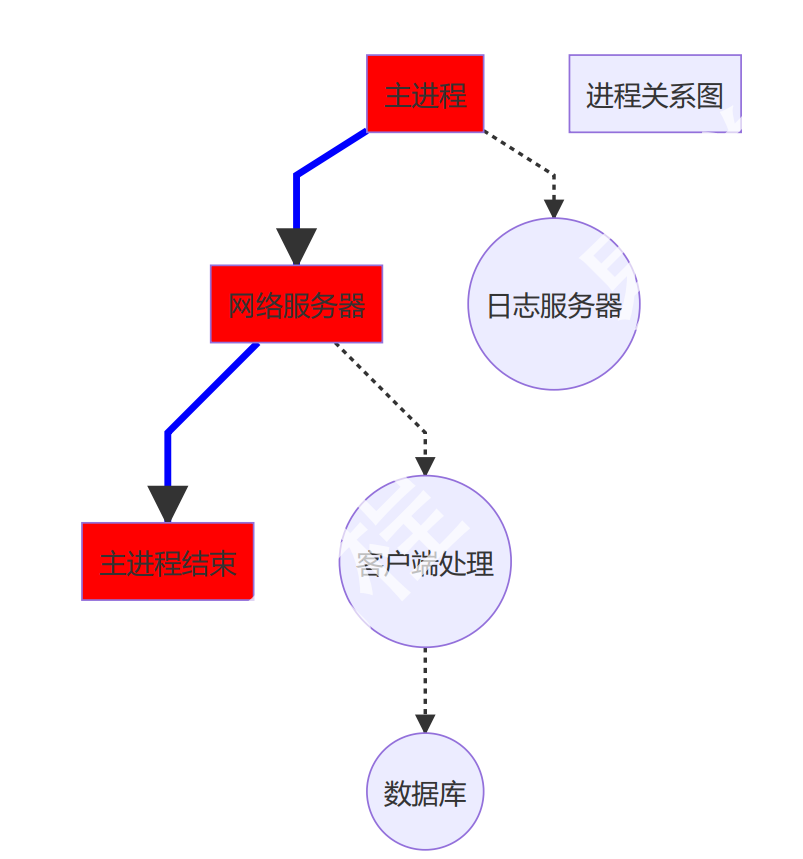 主进程
进程关系图
网络服务器
日志服务器
主进程结束
客户端处理
数据库